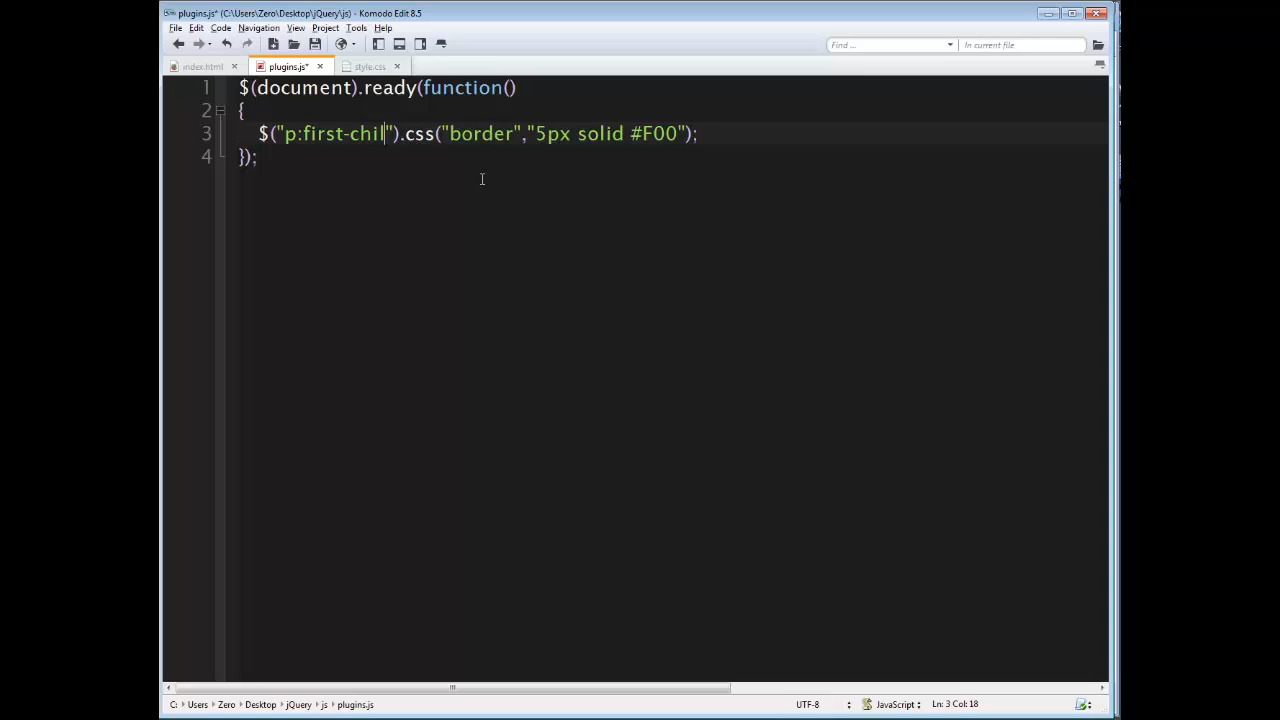 plugins.js* (C:\Users\Zero\Desktop\jQuery\js) - Komodo Edit 8.5
File Edit Code Navigation View Project Tools Help
Find ... In current file
index.html plugins.js* style.css
1 $(document).ready(function()
2 {
3 $("p:first-chil").css("border","5px solid #F00");
4 });
C: Users Zero Desktop jQuery js plugins.js UTF-8 JavaScript Ln: 3 Col: 18